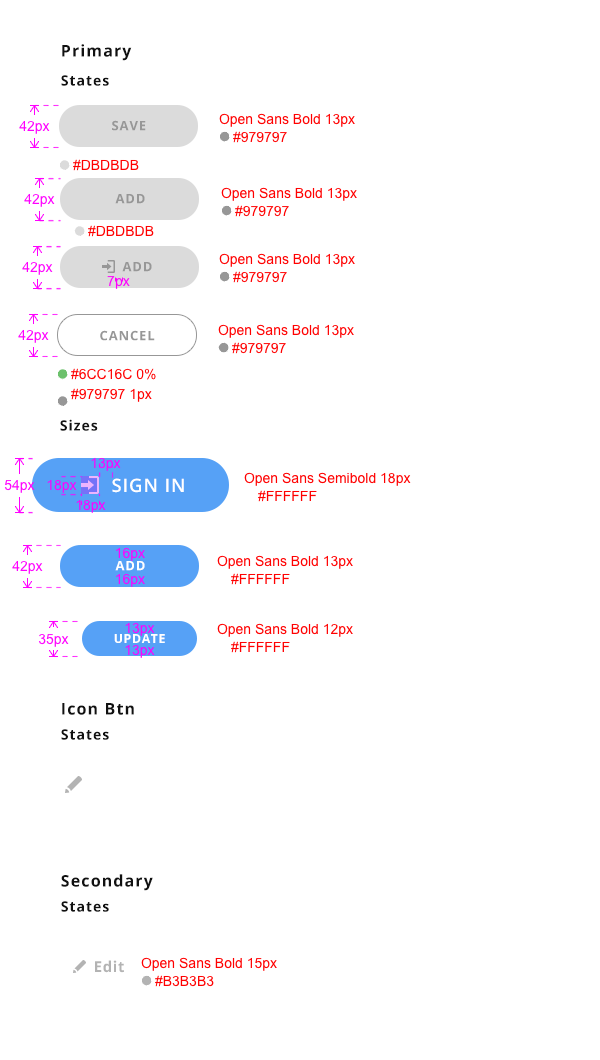 Primary
States
42px
SAVE
Open Sans Bold 13px
#979797
#DBDBDB
42px
ADD
Open Sans Bold 13px
#979797
#DBDBDB
42px
ADD
7px
Open Sans Bold 13px
#979797
42px
CANCEL
Open Sans Bold 13px
#979797
#6CC16C 0%
#979797 1px
Sizes
13px
54px
18px
SIGN IN
18px
Open Sans Semibold 18px
#FFFFFF
16px
42px
ADD
16px
Open Sans Bold 13px
#FFFFFF
13px
35px
UPDATE
13px
Open Sans Bold 12px
#FFFFFF
Icon Btn
States
Secondary
States
Edit
Open Sans Bold 15px
#B3B3B3